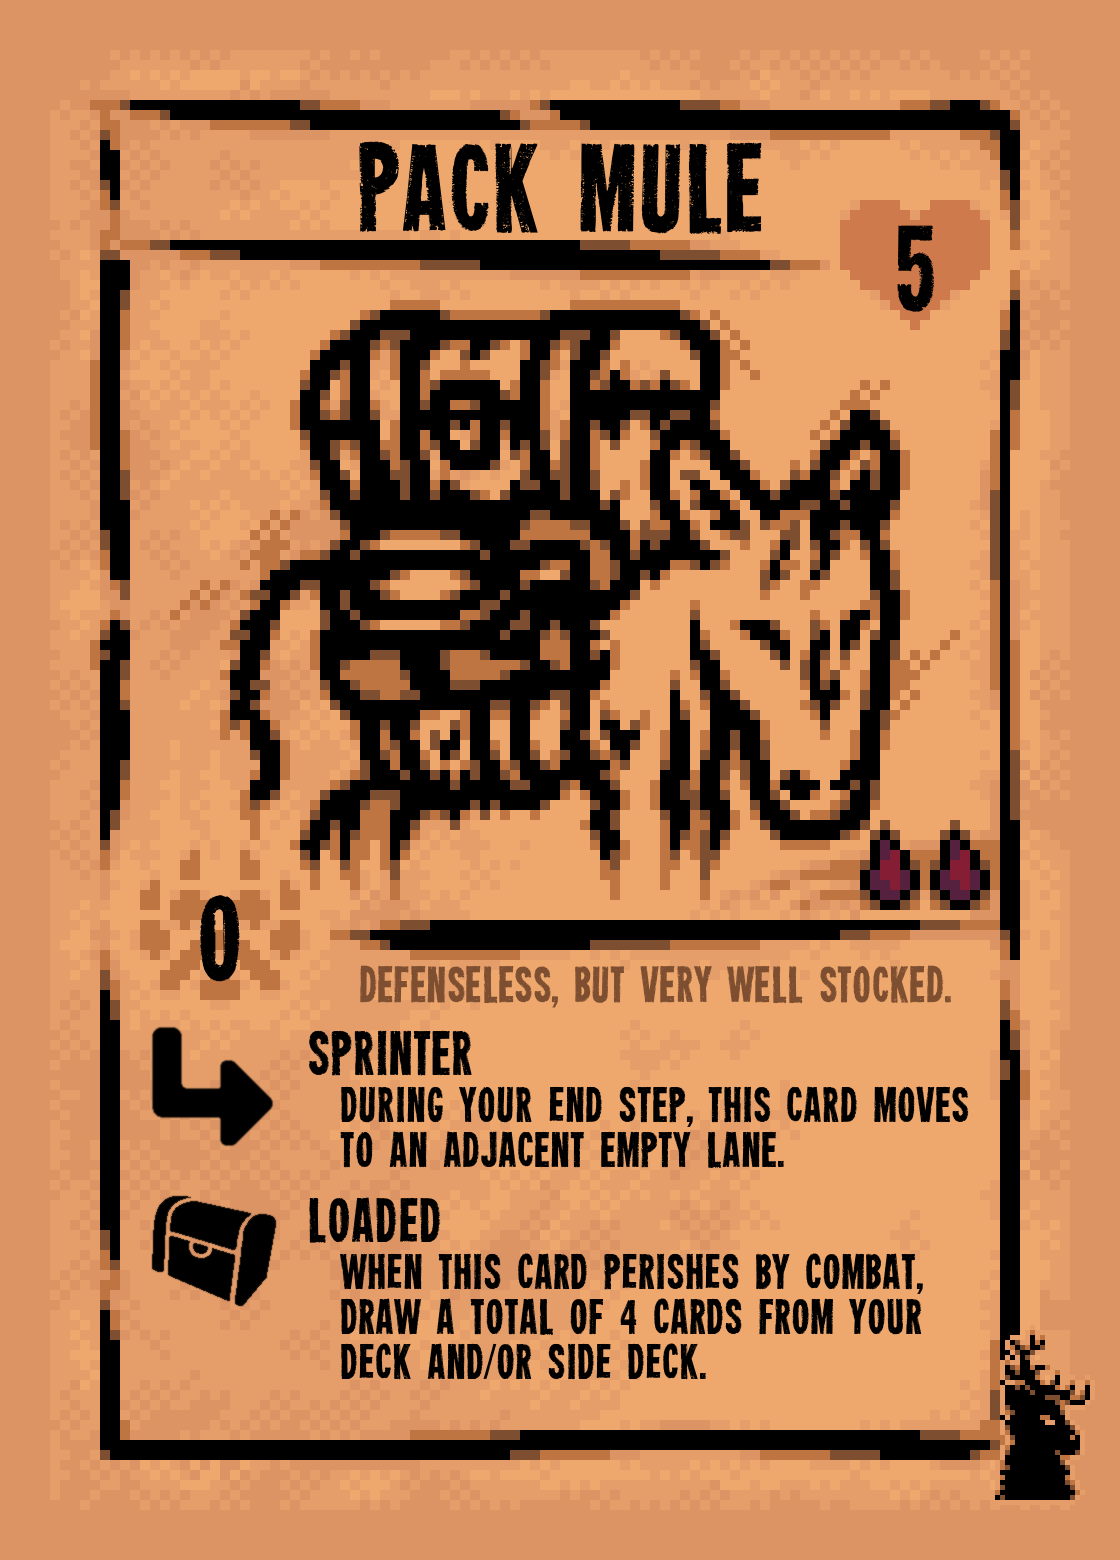 PACK MULE
5
0
DEFENSELESS, BUT VERY WELL STOCKED.
SPRINTER
DURING YOUR END STEP, THIS CARD MOVES
TO AN ADJACENT EMPTY LANE.
LOADED
WHEN THIS CARD PERISHES BY COMBAT,
DRAW A TOTAL OF 4 CARDS FROM YOUR
DECK AND/OR SIDE DECK.